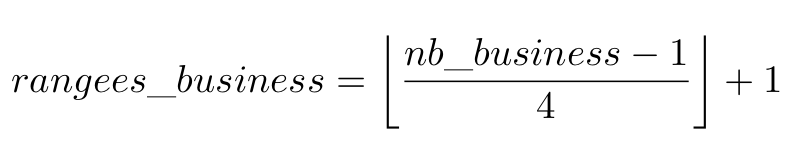 rangees_business = ⌊(nb_business − 1)/4⌋ + 1